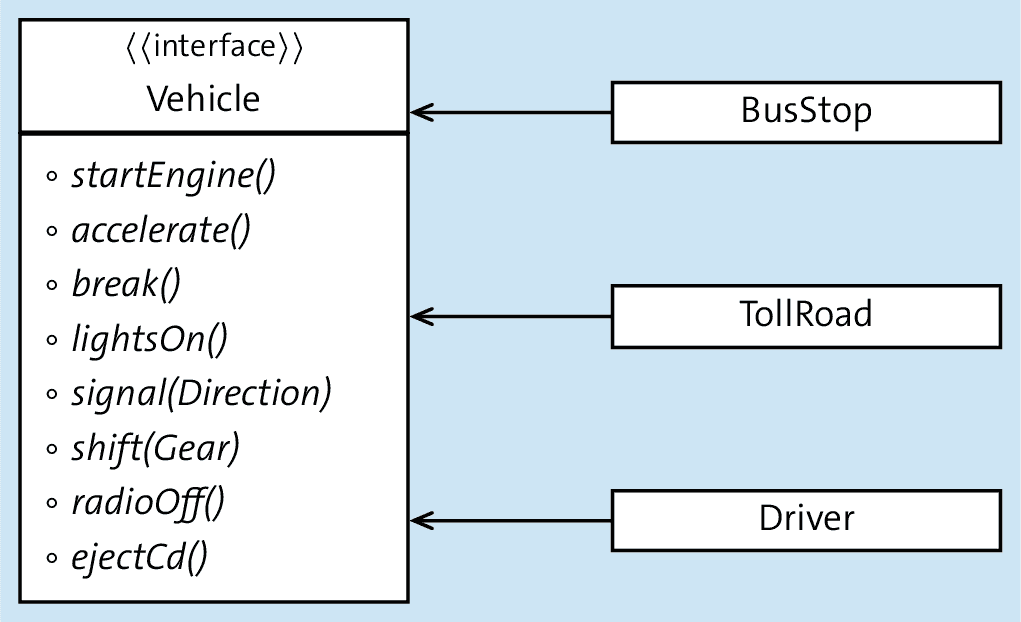 ⟨⟨interface⟩⟩
Vehicle
startEngine()
accelerate()
break()
lightsOn()
signal(Direction)
shift(Gear)
radioOff()
ejectCd()
BusStop
TollRoad
Driver